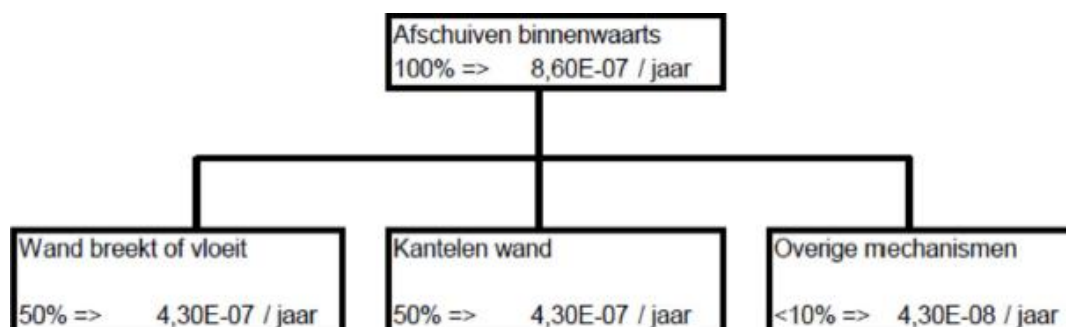 Afschuiven binnenwaarts
100% => 8,60E-07 / jaar
Wand breekt of vloeit
50% => 4,30E-07 / jaar
Kantelen wand
50% => 4,30E-07 / jaar
Overige mechanismen
<10% => 4,30E-08 / jaar